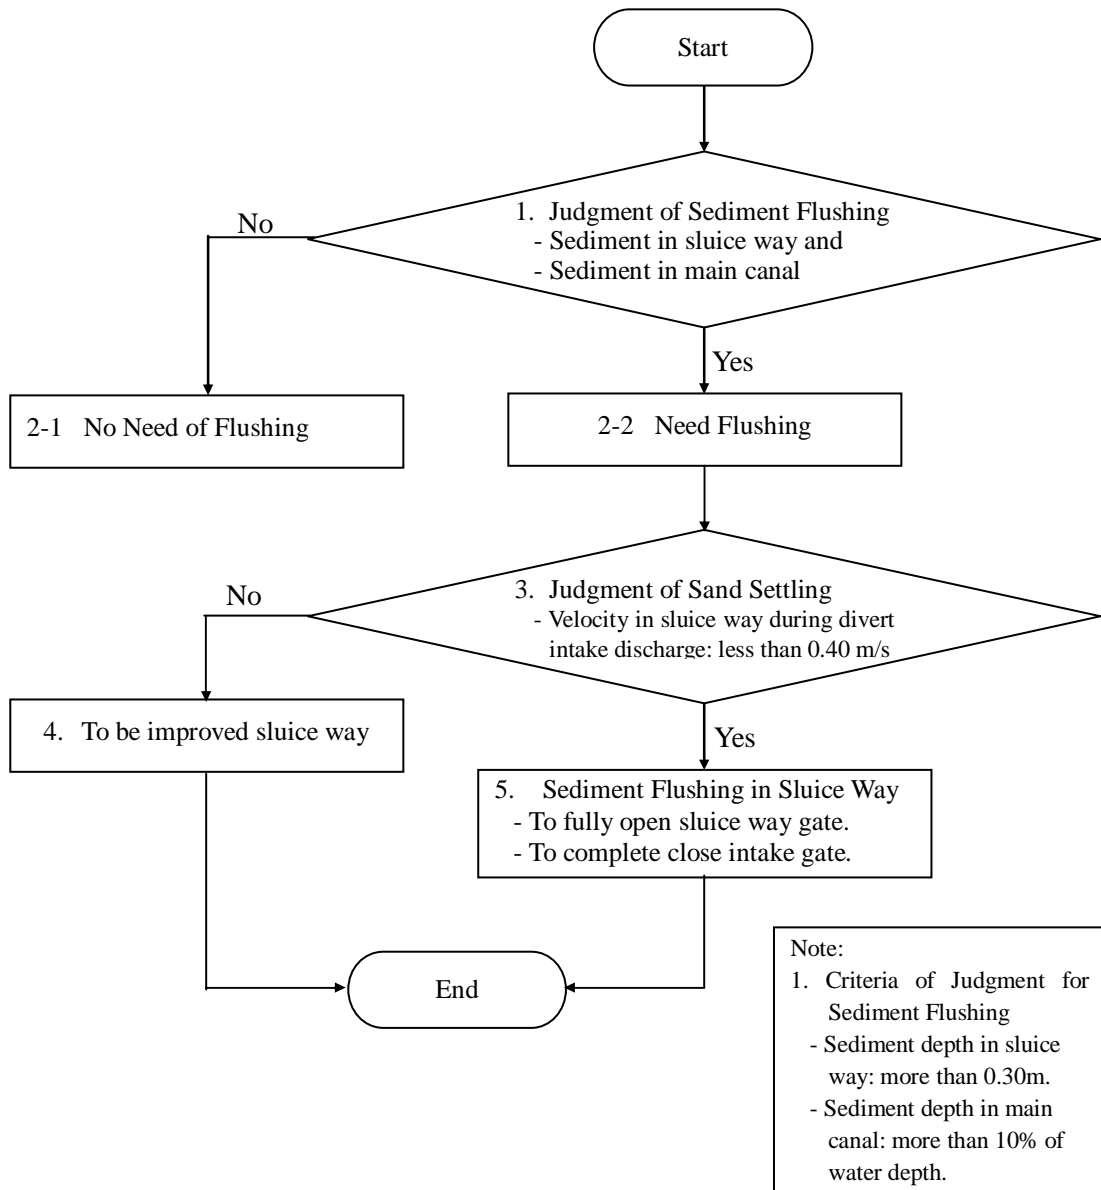 Start
1. Judgment of Sediment Flushing
- Sediment in sluice way and
- Sediment in main canal
No
Yes
2-1 No Need of Flushing
2-2 Need Flushing
3. Judgment of Sand Settling
- Velocity in sluice way during divert
intake discharge: less than 0.40 m/s
No
Yes
4. To be improved sluice way
5. Sediment Flushing in Sluice Way
- To fully open sluice way gate.
- To complete close intake gate.
End
Note:
1. Criteria of Judgment for
Sediment Flushing
- Sediment depth in sluice
way: more than 0.30m.
- Sediment depth in main
canal: more than 10% of
water depth.